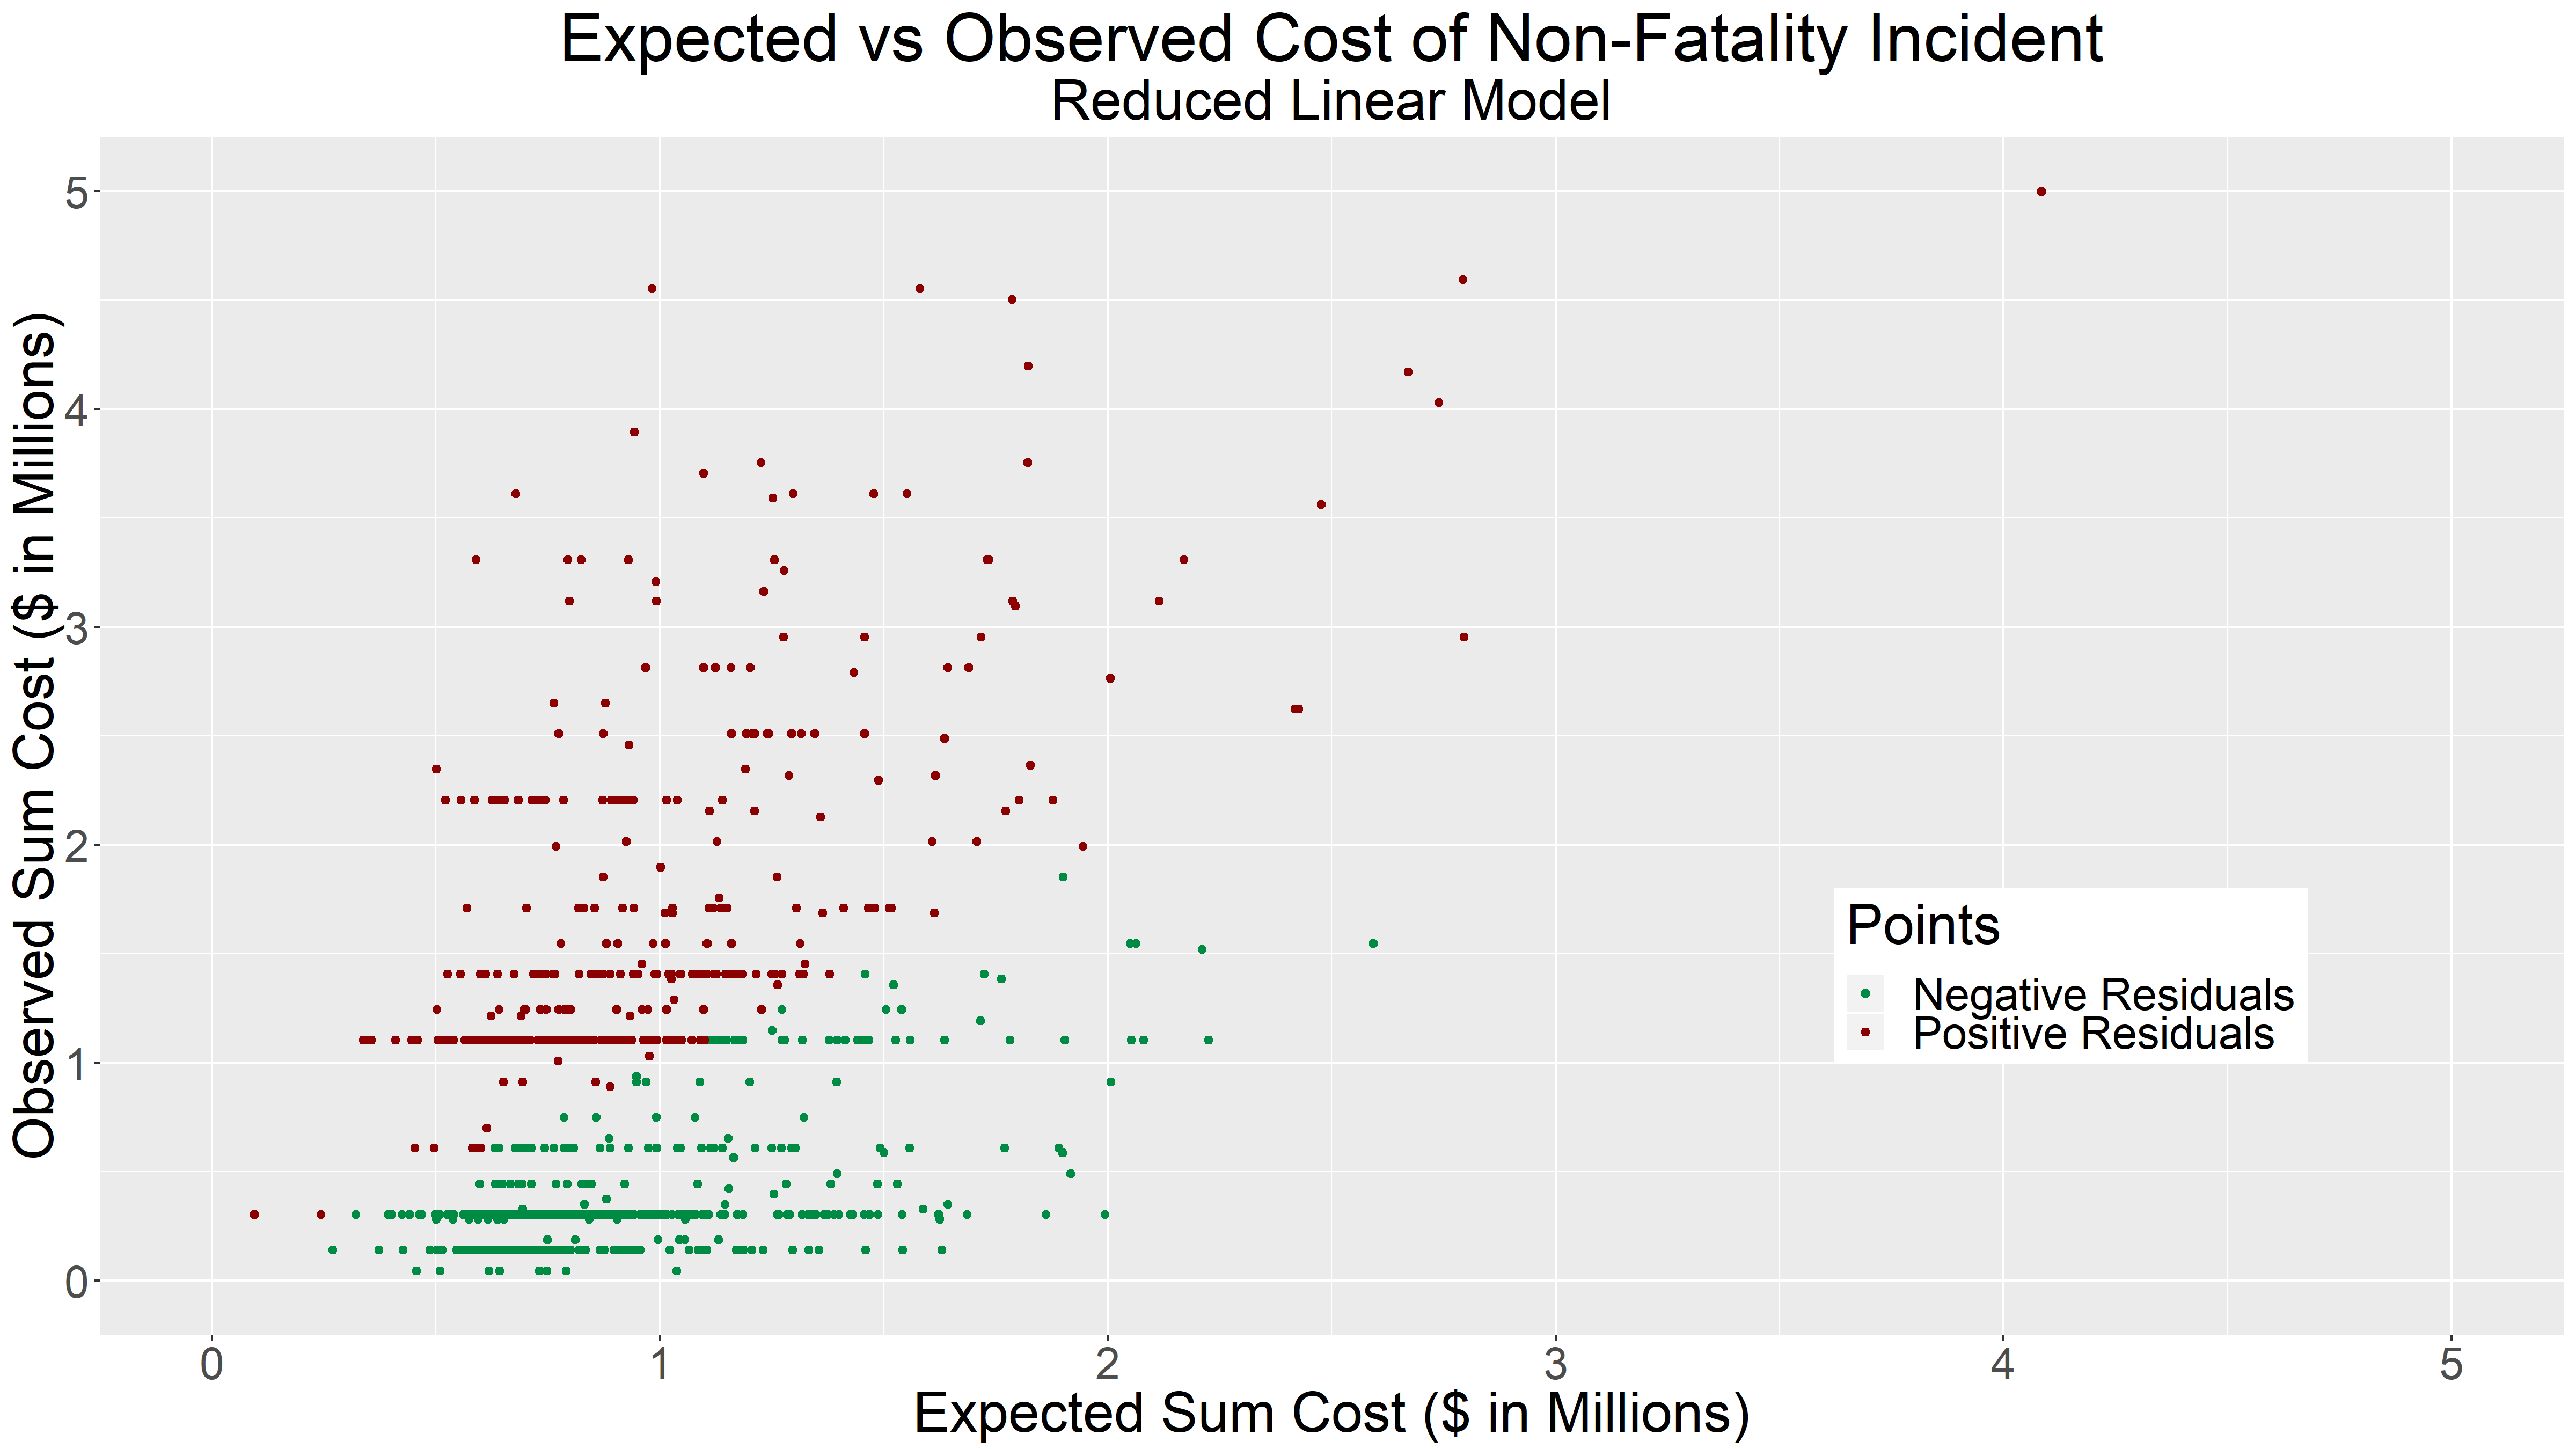 Expected vs Observed Cost of Non-Fatality Incident
Reduced Linear Model
Observed Sum Cost ($ in Millions)
5
4
3
2
1
0
Points
Negative Residuals
Positive Residuals
0 1 2 3 4 5
Expected Sum Cost ($ in Millions)